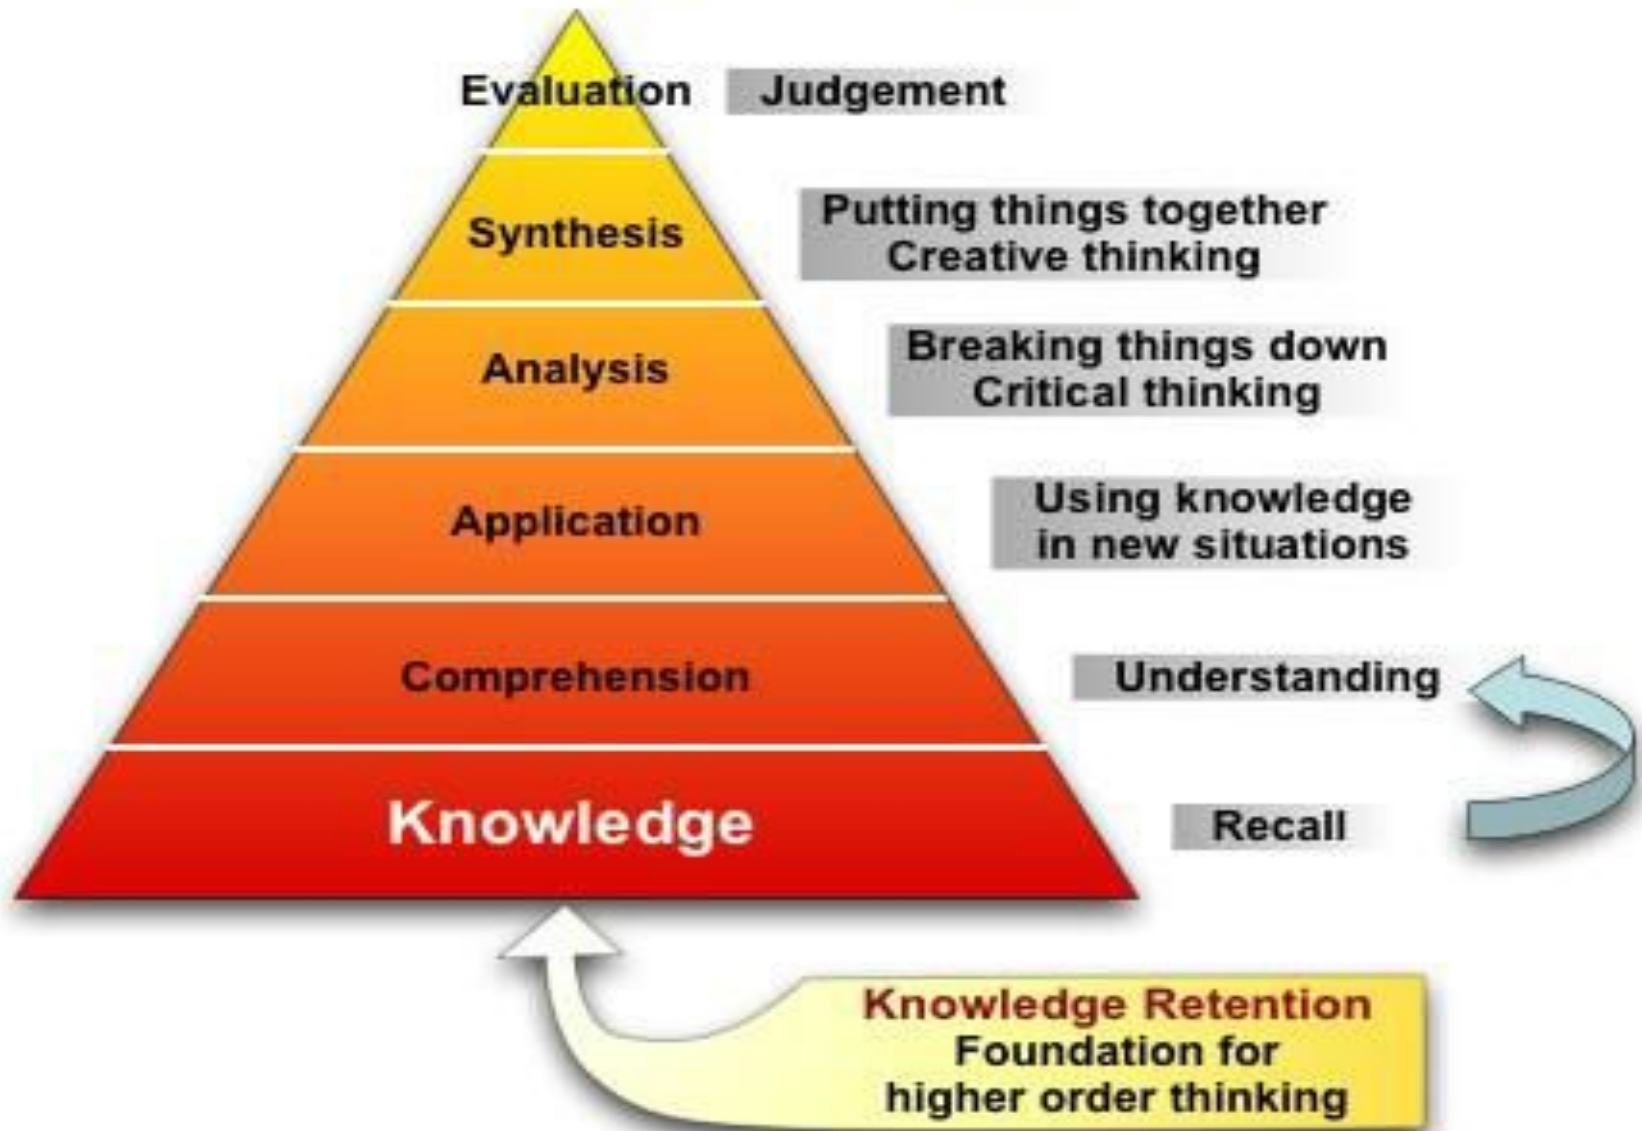 Evaluation
Judgement
Synthesis
Putting things together
Creative thinking
Analysis
Breaking things down
Critical thinking
Application
Using knowledge
in new situations
Comprehension
Understanding
Knowledge
Recall
Knowledge Retention
Foundation for
higher order thinking